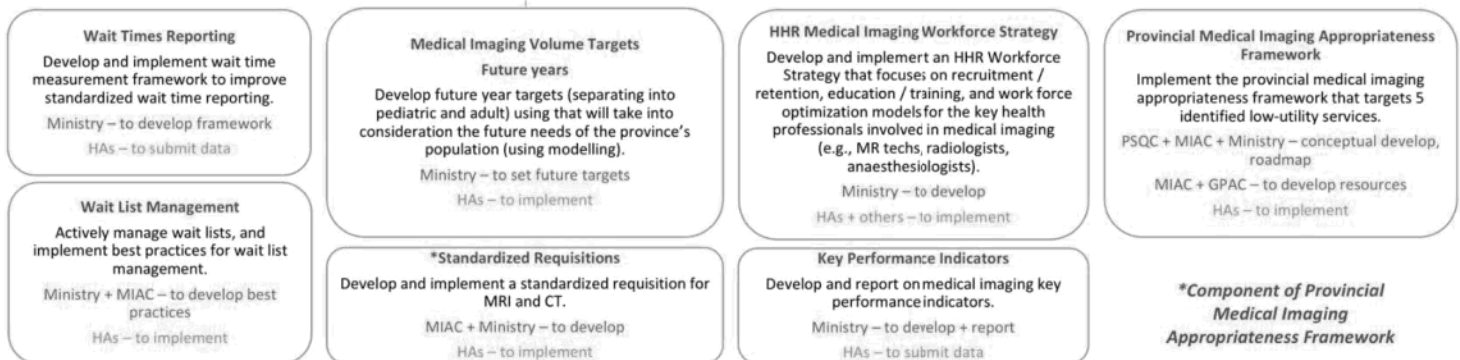 Wait Times Reporting
Develop and implement wait time
measurement framework to improve
standardized wait time reporting.
Ministry – to develop framework
HAs – to submit data
Wait List Management
Actively manage wait lists, and
implement best practices for wait list
management.
Ministry + MIAC – to develop best
practices
HAs – to implement
Medical Imaging Volume Targets
Future years
Develop future year targets (separating into
pediatric and adult) using that will take into
consideration the future needs of the province's
population (using modelling).
Ministry – to set future targets
HAs – to implement
*Standardized Requisitions
Develop and implement a standardized requisition for
MRI and CT.
MIAC + Ministry – to develop
HAs – to implement
HHR Medical Imaging Workforce Strategy
Develop and implement an HHR Workforce
Strategy that focuses on recruitment /
retention, education / training, and work force
optimization models for the key health
professionals involved in medical imaging
(e.g., MR techs, radiologists,
anaesthesiologists).
Ministry – to develop
HAs + others – to implement
Key Performance Indicators
Develop and report on medical imaging key
performance indicators.
Ministry – to develop + report
HAs – to submit data
Provincial Medical Imaging Appropriateness
Framework
Implement the provincial medical imaging
appropriateness framework that targets 5
identified low-utility services.
PSQC + MIAC + Ministry – conceptual develop,
roadmap
MIAC + GPAC – to develop resources
HAs – to implement
*Component of Provincial
Medical Imaging
Appropriateness Framework